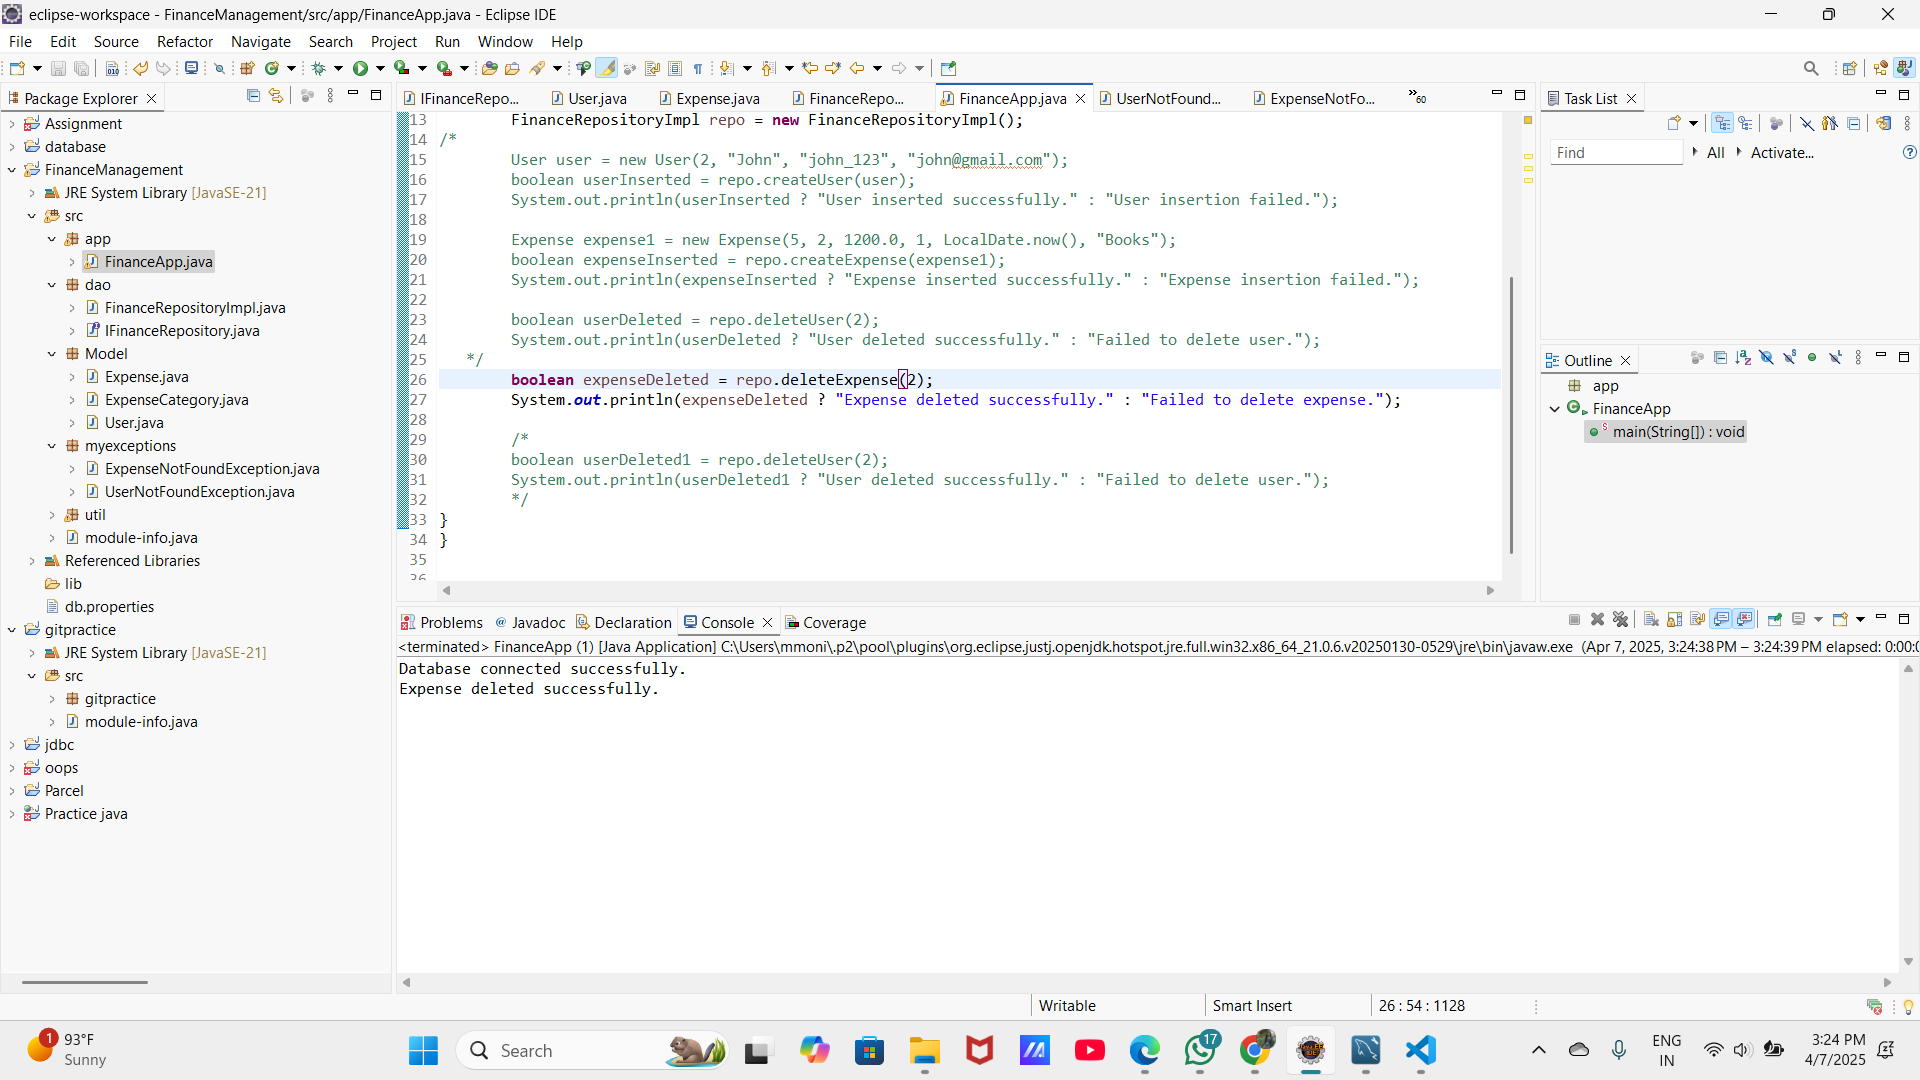 eclipse-workspace - FinanceManagement/src/app/FinanceApp.java - Eclipse IDE
File Edit Source Refactor Navigate Search Project Run Window Help
Package Explorer
Assignment
database
FinanceManagement
JRE System Library [JavaSE-21]
src
app
FinanceApp.java
dao
FinanceRepositoryImpl.java
IFinanceRepository.java
Model
Expense.java
ExpenseCategory.java
User.java
myexceptions
ExpenseNotFoundException.java
UserNotFoundException.java
util
module-info.java
Referenced Libraries
lib
db.properties
gitpractice
JRE System Library [JavaSE-21]
src
gitpractice
module-info.java
jdbc
oops
Parcel
Practice java
IFinanceRepo... User.java Expense.java FinanceRepo... FinanceApp.java UserNotFound... ExpenseNotFo... »60
13 FinanceRepositoryImpl repo = new FinanceRepositoryImpl();
14 /*
15 User user = new User(2, "John", "john_123", "john@gmail.com");
16 boolean userInserted = repo.createUser(user);
17 System.out.println(userInserted ? "User inserted successfully." : "User insertion failed.");
18
19 Expense expense1 = new Expense(5, 2, 1200.0, 1, LocalDate.now(), "Books");
20 boolean expenseInserted = repo.createExpense(expense1);
21 System.out.println(expenseInserted ? "Expense inserted successfully." : "Expense insertion failed.");
22
23 boolean userDeleted = repo.deleteUser(2);
24 System.out.println(userDeleted ? "User deleted successfully." : "Failed to delete user.");
25 */
26 boolean expenseDeleted = repo.deleteExpense(2);
27 System.out.println(expenseDeleted ? "Expense deleted successfully." : "Failed to delete expense.");
28
29 /*
30 boolean userDeleted1 = repo.deleteUser(2);
31 System.out.println(userDeleted1 ? "User deleted successfully." : "Failed to delete user.");
32 */
33 }
34 }
35
36
Task List
Find All Activate...
Outline
app
FinanceApp
main(String[]) : void
Problems Javadoc Declaration Console Coverage
<terminated> FinanceApp (1) [Java Application] C:\Users\mmoni\.p2\pool\plugins\org.eclipse.justj.openjdk.hotspot.jre.full.win32.x86_64_21.0.6.v20250130-0529\jre\bin\javaw.exe (Apr 7, 2025, 3:24:38 PM – 3:24:39 PM elapsed: 0:00:0
Database connected successfully.
Expense deleted successfully.
Writable Smart Insert 26 : 54 : 1128
1
93°F
Sunny
Search
17
ENG
IN
3:24 PM
4/7/2025